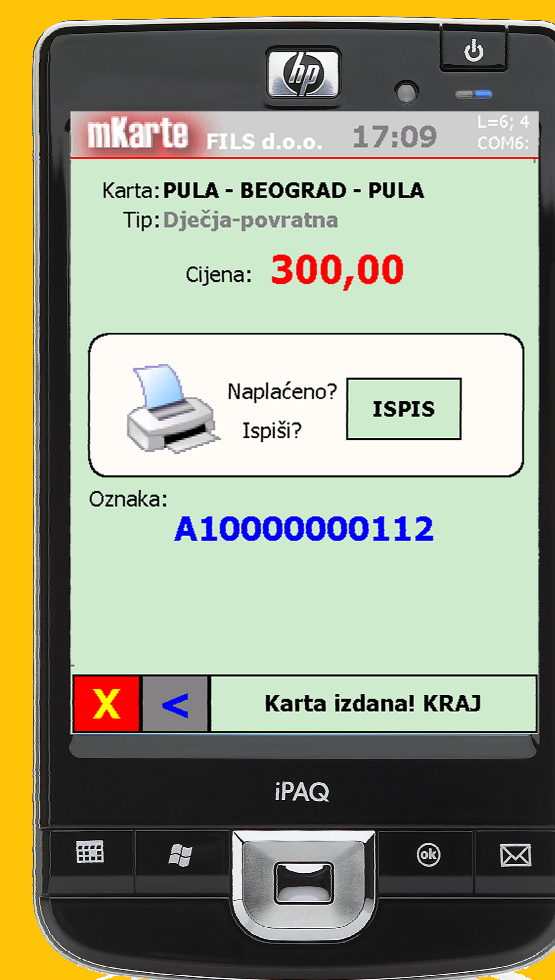 hp
mKarte FILS d.o.o. 17:09 L=6; 4
COM6:
Karta: PULA - BEOGRAD - PULA
Tip: Dječja-povratna
Cijena: 300,00
Naplaćeno?
Ispiši?
ISPIS
Oznaka:
A10000000112
X < Karta izdana! KRAJ
iPAQ
ok